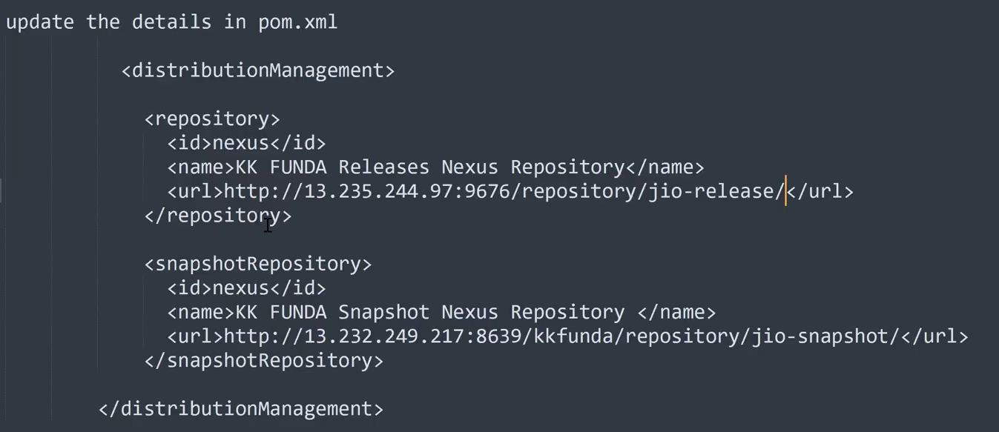 update the details in pom.xml
<distributionManagement>
<repository>
<id>nexus</id>
<name>KK FUNDA Releases Nexus Repository</name>
<url>http://13.235.244.97:9676/repository/jio-release/</url>
</repository>
<snapshotRepository>
<id>nexus</id>
<name>KK FUNDA Snapshot Nexus Repository </name>
<url>http://13.232.249.217:8639/kkfunda/repository/jio-snapshot/</url>
</snapshotRepository>
</distributionManagement>